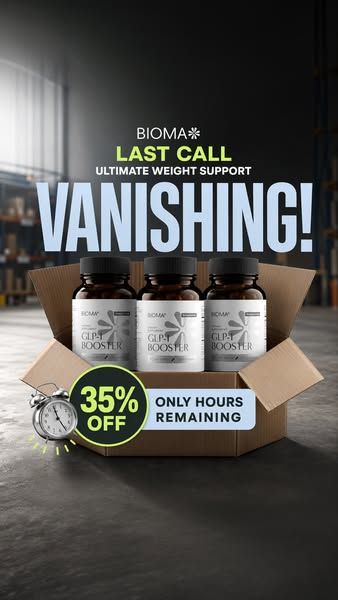 BIOMA
LAST CALL
ULTIMATE WEIGHT SUPPORT
VANISHING!
BIOMA
GLP-1
BOOSTER
BIOMA
GLP-1
BOOSTER
BIOMA
GLP-1
BOOSTER
35%
OFF
ONLY HOURS
REMAINING